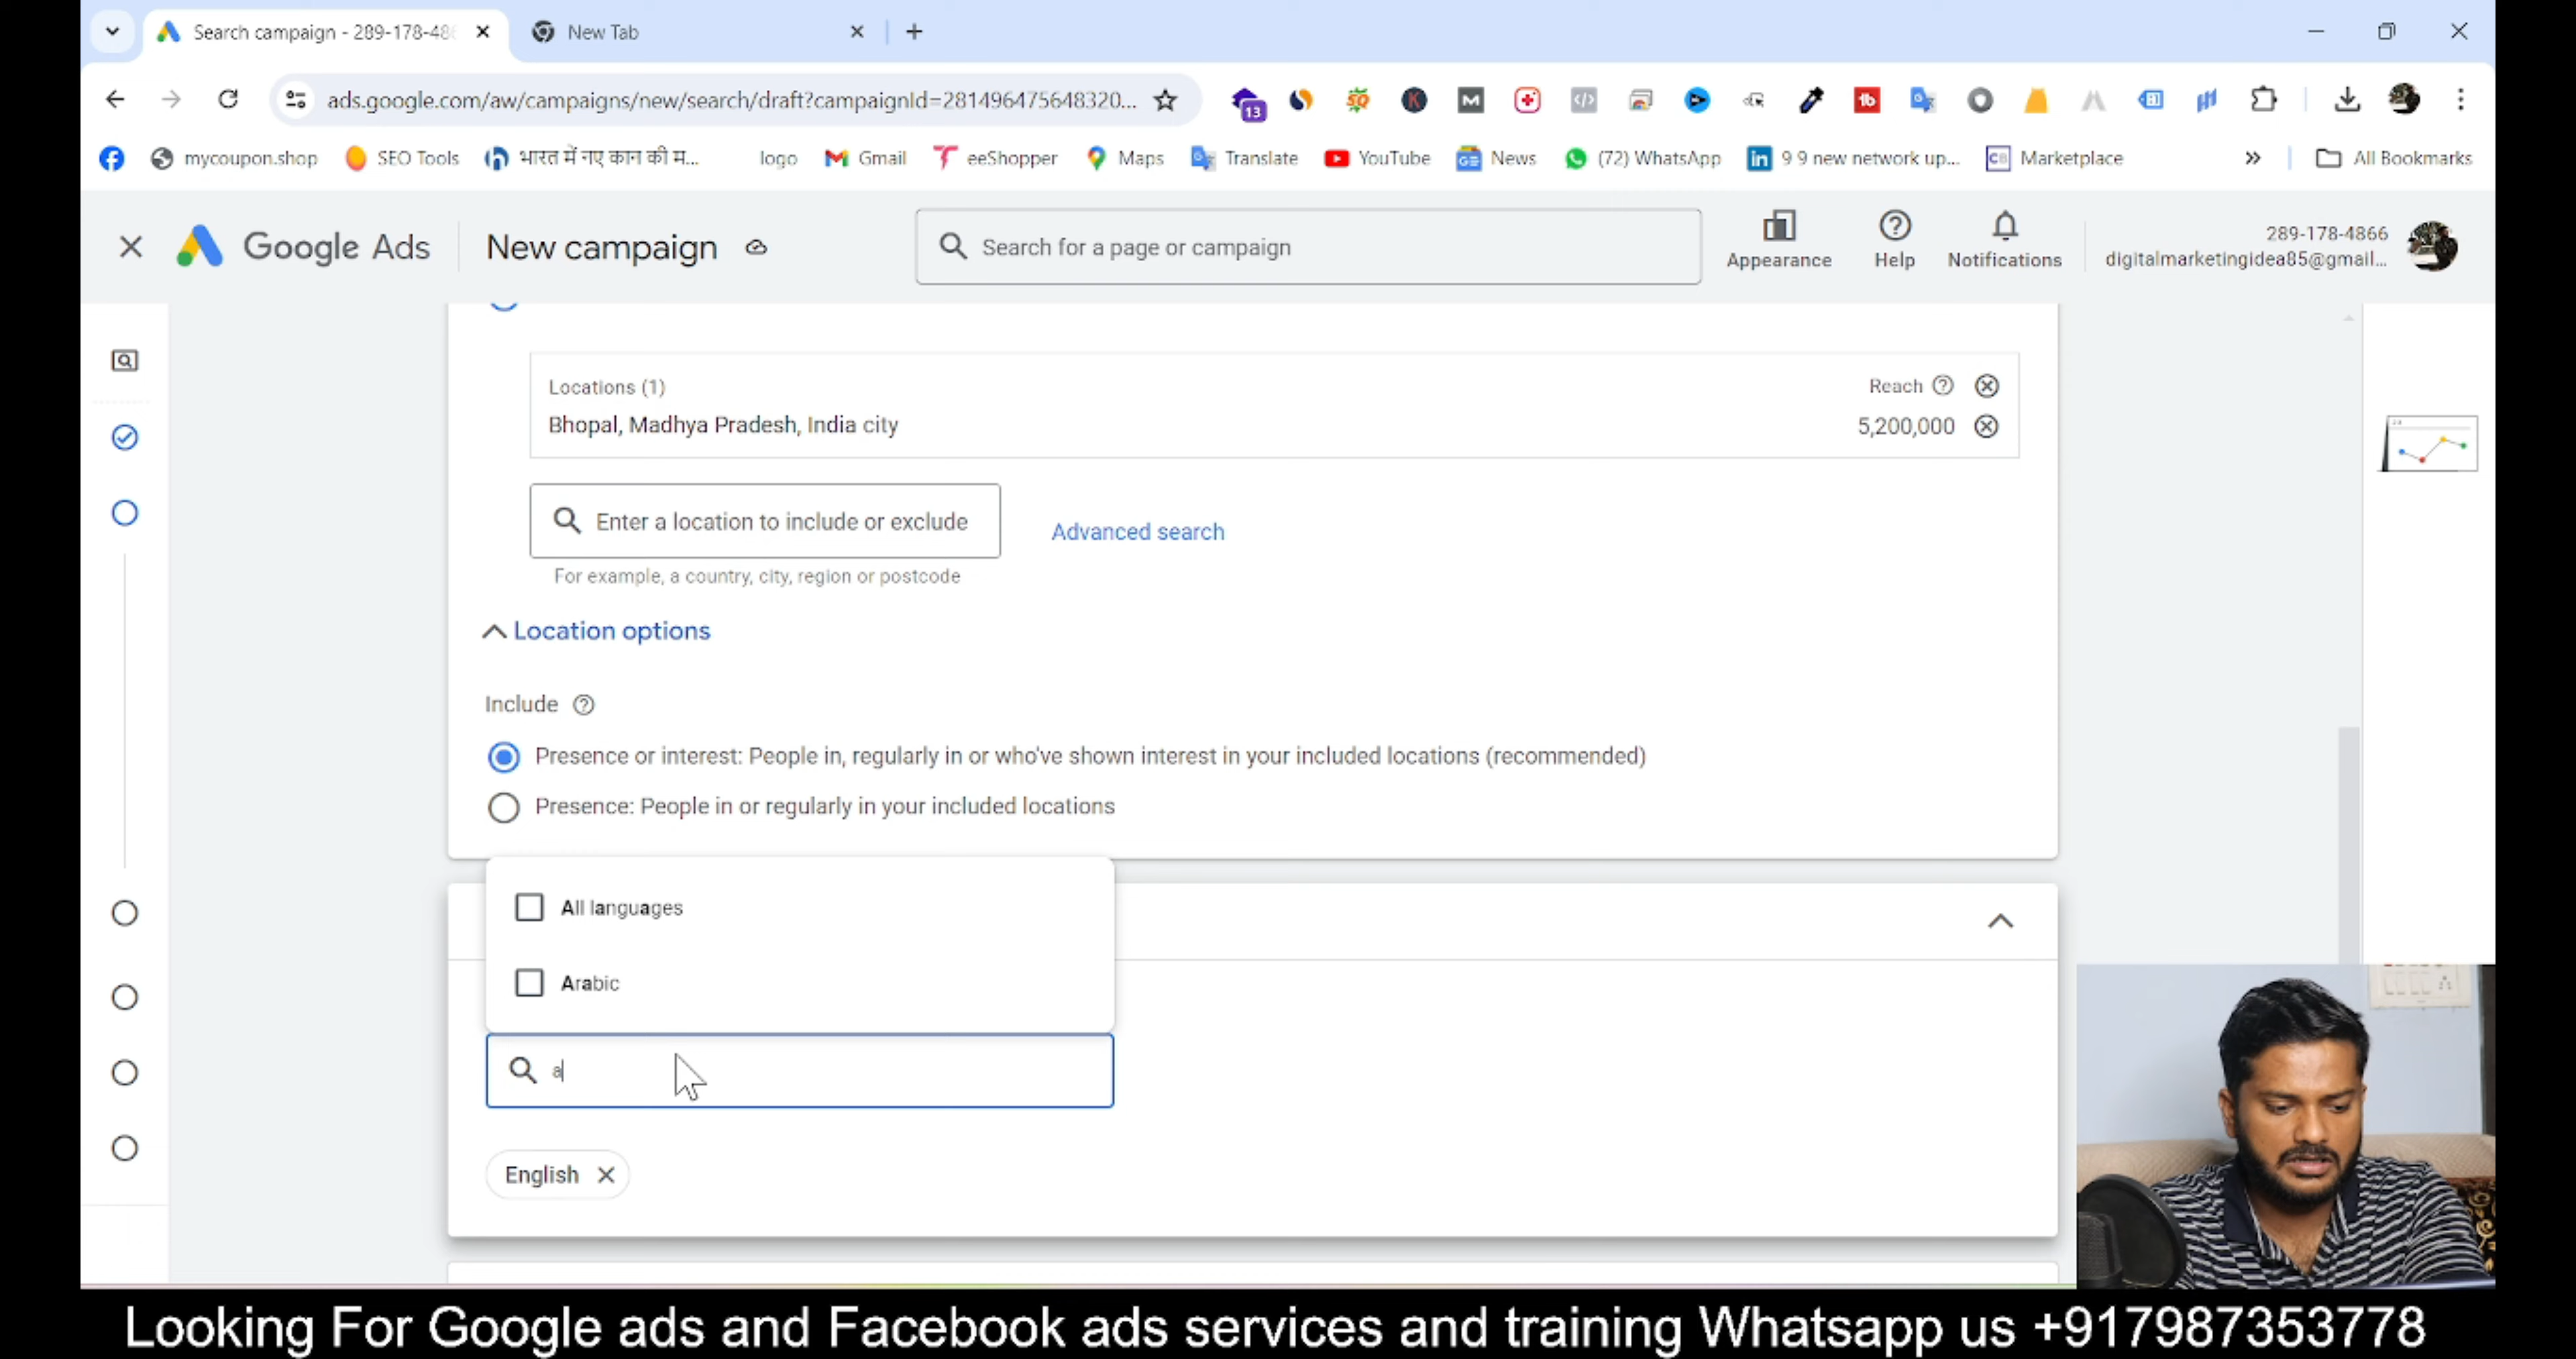 Search campaign - 289-178-486
New Tab
ads.google.com/aw/campaigns/new/search/draft?campaignId=281496475648320...
13
mycoupon.shop
SEO Tools
भारत में नए कान की म...
logo
Gmail
eeShopper
Maps
Translate
YouTube
News
(72) WhatsApp
9 9 new network up...
Marketplace
All Bookmarks
Google Ads
New campaign
Search for a page or campaign
Appearance
Help
Notifications
289-178-4866
digitalmarketingidea85@gmail...
Locations (1)
Reach
Bhopal, Madhya Pradesh, India city
5,200,000
Enter a location to include or exclude
Advanced search
For example, a country, city, region or postcode
Location options
Include
Presence or interest: People in, regularly in or who've shown interest in your included locations (recommended)
Presence: People in or regularly in your included locations
All languages
Arabic
a
English
Looking For Google ads and Facebook ads services and training Whatsapp us +917987353778